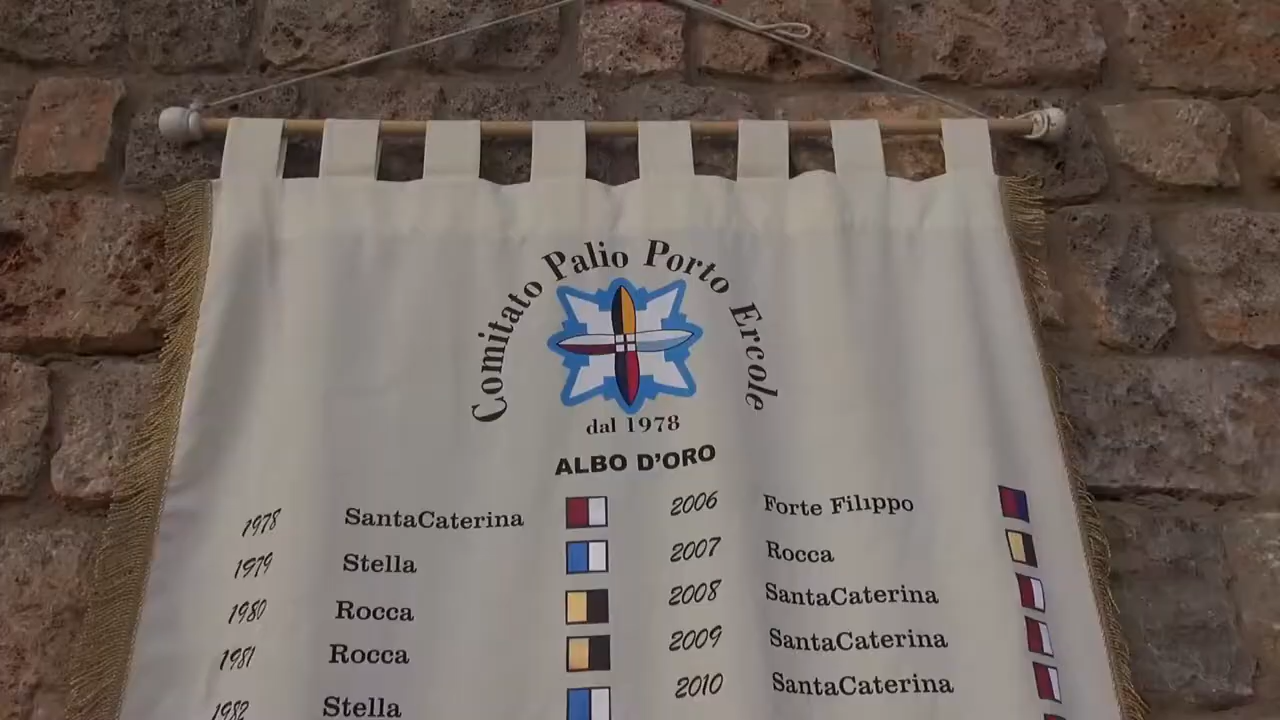 Comitato Palio Porto Ercole
dal 1978
ALBO D'ORO
1978 SantaCaterina
1979 Stella
1980 Rocca
1981 Rocca
1982 Stella
2006 Forte Filippo
2007 Rocca
2008 SantaCaterina
2009 SantaCaterina
2010 SantaCaterina